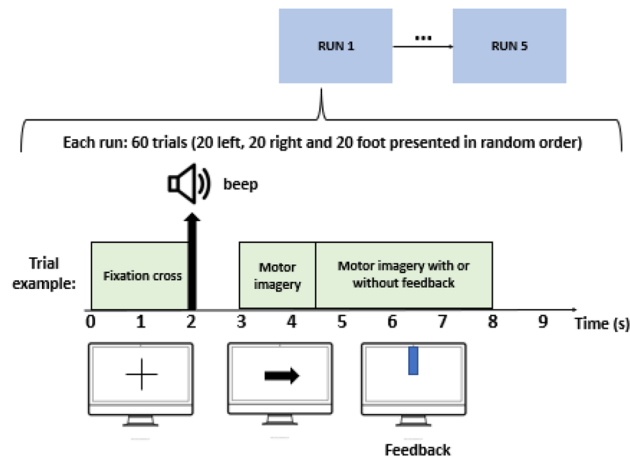 RUN 1
...
RUN 5
Each run: 60 trials (20 left, 20 right and 20 foot presented in random order)
beep
Trial
example:
Fixation cross
Motor
imagery
Motor imagery with or
without feedback
0 1 2 3 4 5 6 7 8 9 Time (s)
Feedback